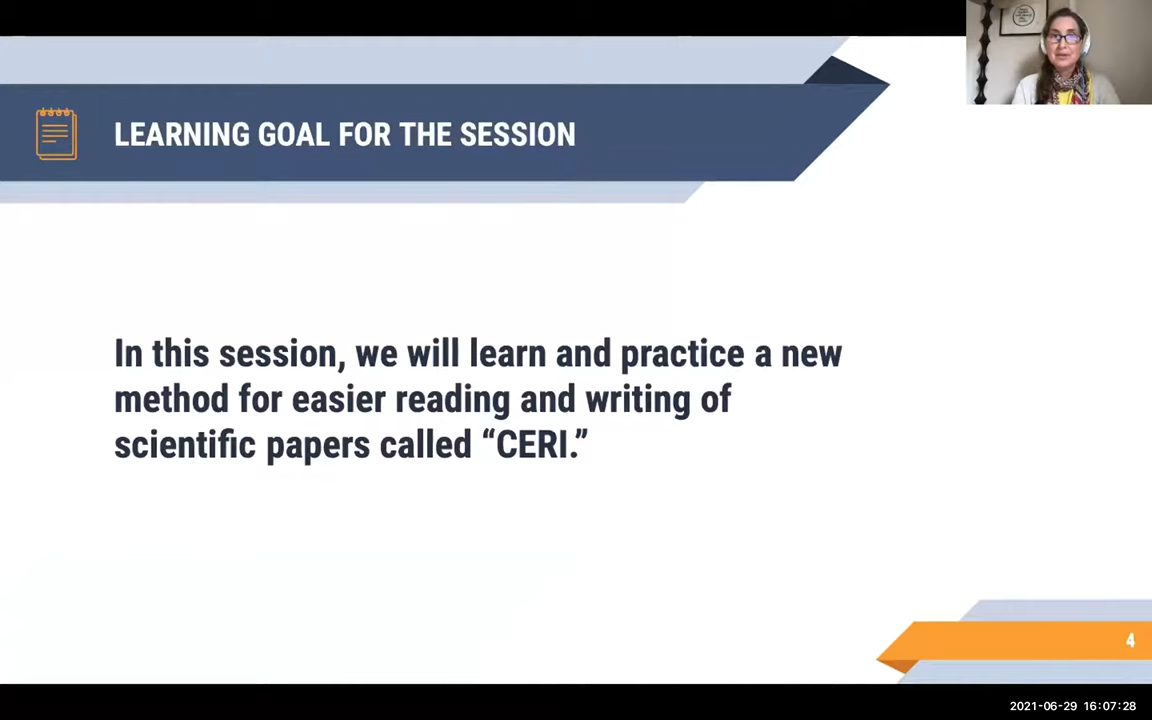 LEARNING GOAL FOR THE SESSION
In this session, we will learn and practice a new
method for easier reading and writing of
scientific papers called “CERI.”
4
2021-06-29 16:07:28